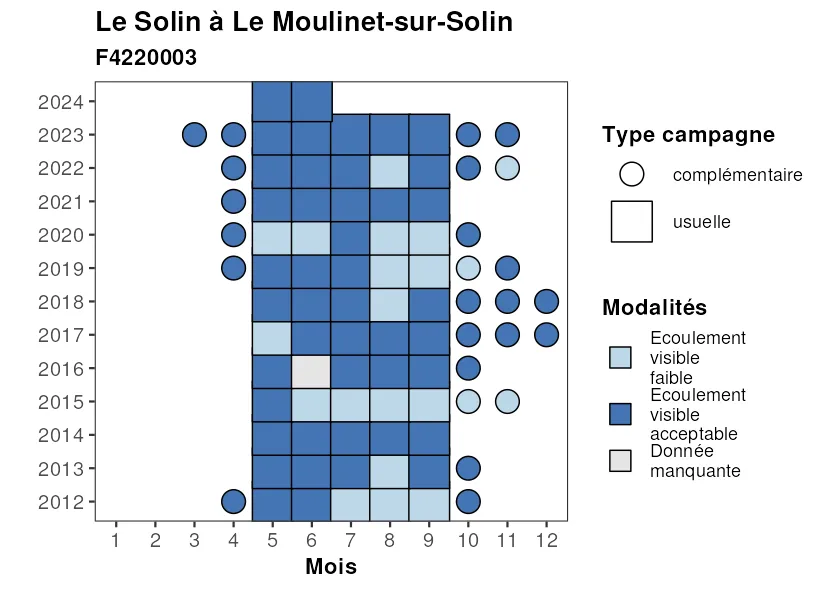 Le Solin à Le Moulinet-sur-Solin
F4220003
2024
2023
2022
2021
2020
2019
2018
2017
2016
2015
2014
2013
2012
1 2 3 4 5 6 7 8 9 10 11 12
Mois
Type campagne
complémentaire
usuelle
Modalités
Ecoulement
visible
faible
Ecoulement
visible
acceptable
Donnée
manquante